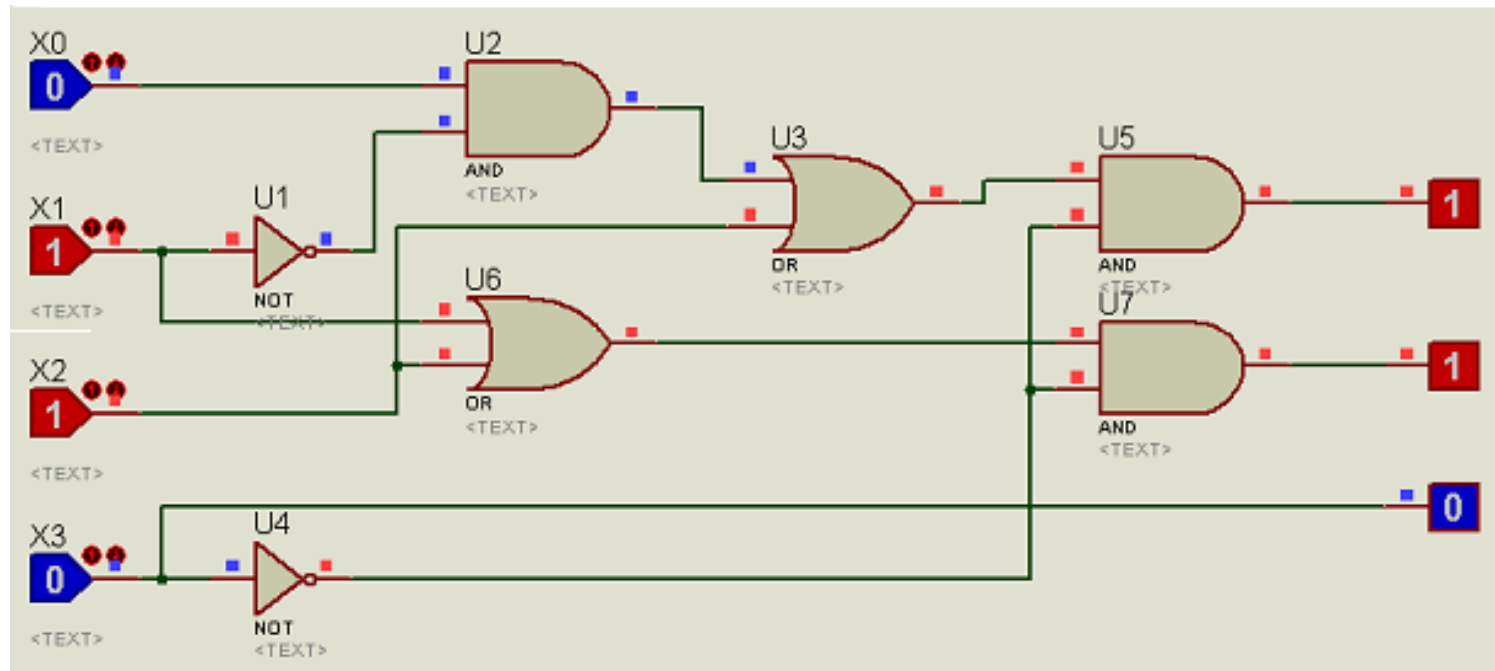 X0
0
<TEXT>
U2
AND
<TEXT>
X1
1
<TEXT>
U1
NOT
<TEXT>
U3
OR
<TEXT>
U5
AND
<TEXT>
1
U6
OR
<TEXT>
U7
AND
<TEXT>
1
X2
1
<TEXT>
0
X3
0
<TEXT>
U4
NOT
<TEXT>